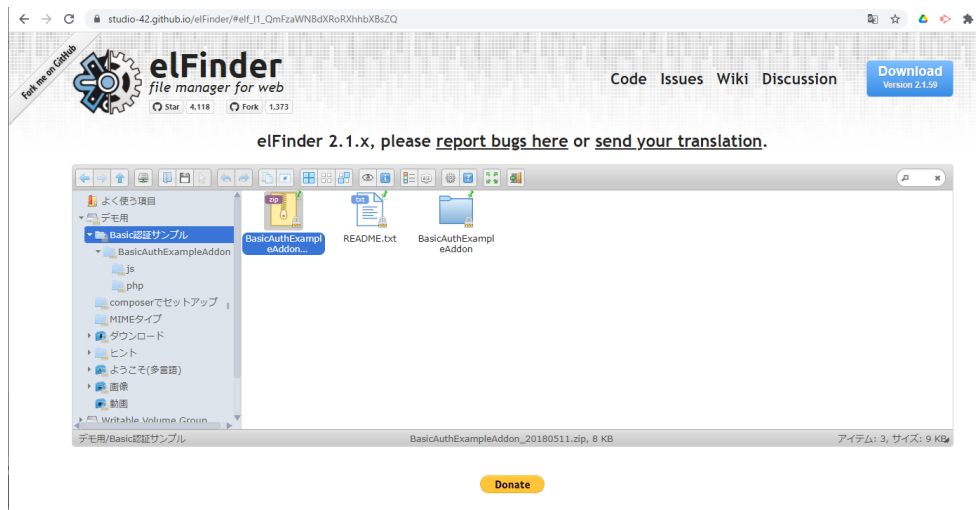 studio-42.github.io/elFinder/#elf_l1_QmFzaWNBdXRoRXhhbXBsZQ
Fork me on GitHub
elFinder
file manager for web
Star 4,118 Fork 1,373
Code Issues Wiki Discussion
Download
Version 2.1.59
elFinder 2.1.x, please report bugs here or send your translation.
よく使う項目
デモ用
Basic認証サンプル
BasicAuthExampleAddon
js
php
composerでセットアップ
MIMEタイプ
ダウンロード
ヒント
ようこそ(多言語)
画像
動画
Writable Volume Group
zip
BasicAuthExampl
eAddon...
txt
README.txt
BasicAuthExampl
eAddon
デモ用/Basic認証サンプル
BasicAuthExampleAddon_20180511.zip, 8 KB
アイテム: 3, サイズ: 9 KB
Donate